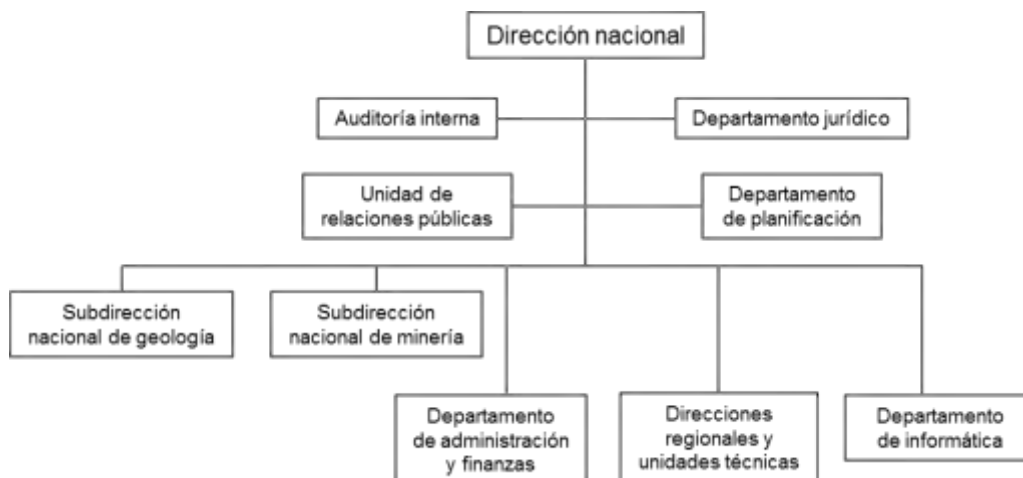 Dirección nacional
Auditoría interna
Departamento jurídico
Unidad de
relaciones públicas
Departamento
de planificación
Subdirección
nacional de geología
Subdirección
nacional de minería
Departamento
de administración
y finanzas
Direcciones
regionales y
unidades técnicas
Departamento
de informática